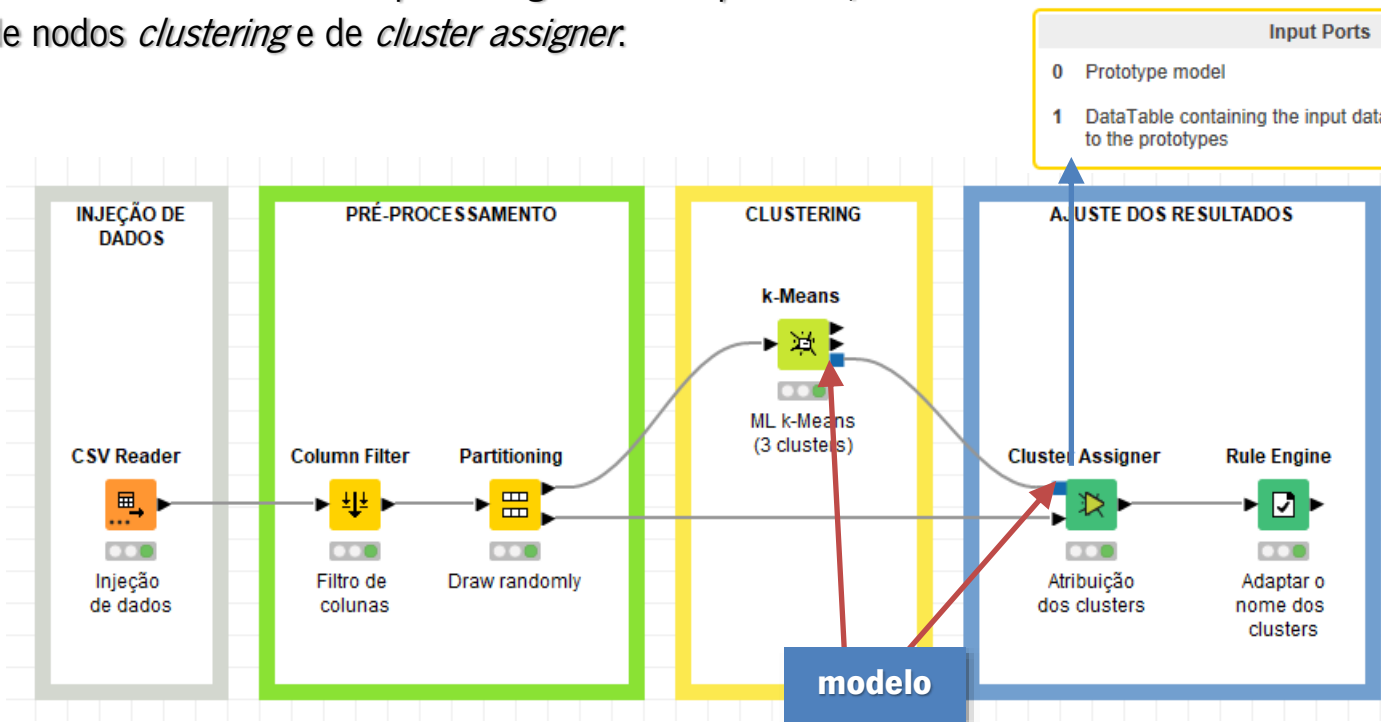 de nodos clustering e de cluster assigner.
Input Ports
0 Prototype model
1 DataTable containing the input data
to the prototypes
INJEÇÃO DE
DADOS
PRÉ-PROCESSAMENTO
CLUSTERING
AJUSTE DOS RESULTADOS
k-Means
ML k-Means
(3 clusters)
CSV Reader
Column Filter
Partitioning
Cluster Assigner
Rule Engine
Injeção
de dados
Filtro de
colunas
Draw randomly
Atribuição
dos clusters
Adaptar o
nome dos
clusters
modelo